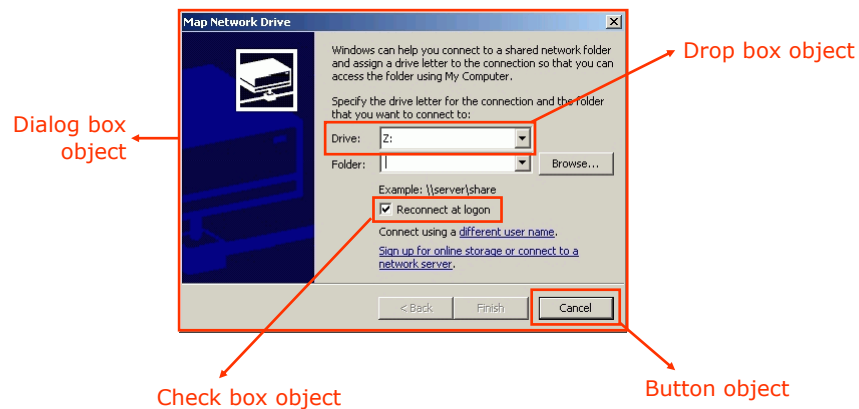 Map Network Drive
Windows can help you connect to a shared network folder
and assign a drive letter to the connection so that you can
access the folder using My Computer.
Specify the drive letter for the connection and the folder
that you want to connect to:
Drive: Z:
Folder: Browse...
Example: \\server\share
Reconnect at logon
Connect using a different user name.
Sign up for online storage or connect to a
network server.
< Back Finish Cancel
Drop box object
Dialog box
object
Check box object
Button object